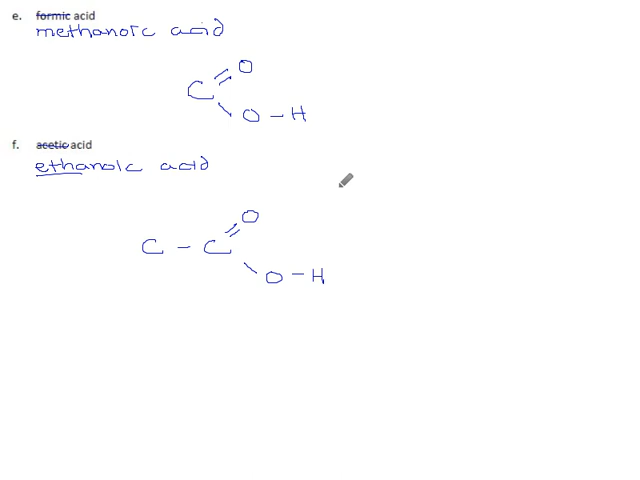 e. formic acid
methanoic acid
O
C
O - H
f. acetic acid
ethanoic acid
O
C - C
O - H